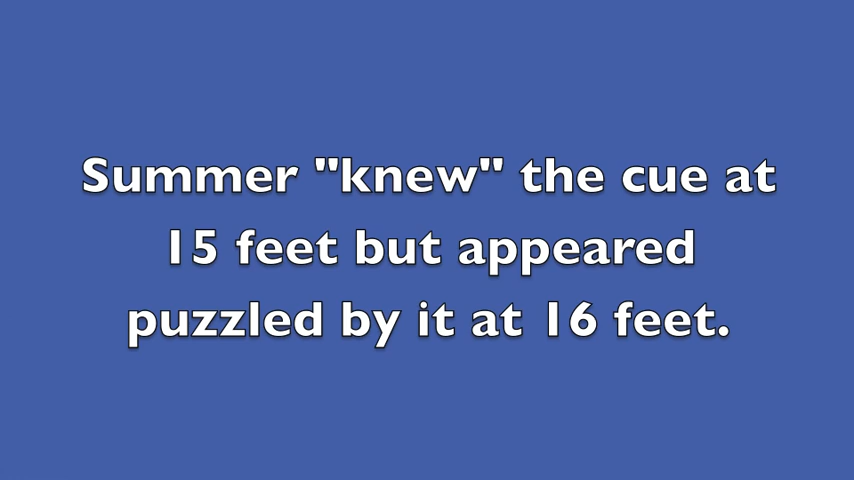 Summer "knew" the cue at
15 feet but appeared
puzzled by it at 16 feet.